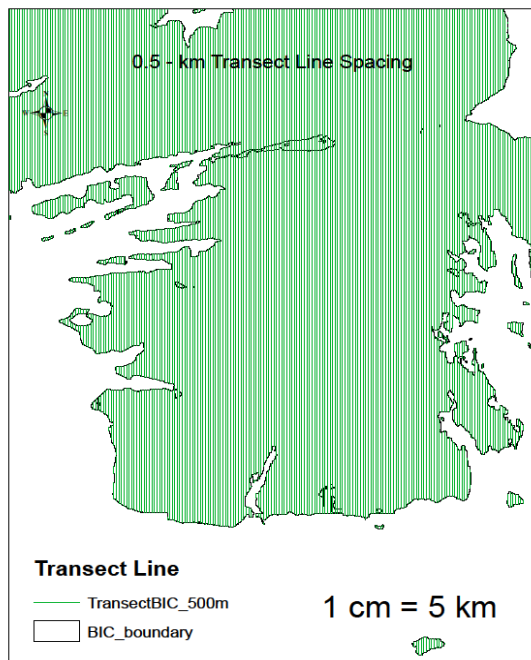 0.5 - km Transect Line Spacing
N
W E
S
Transect Line
TransectBIC_500m
BIC_boundary
1 cm = 5 km